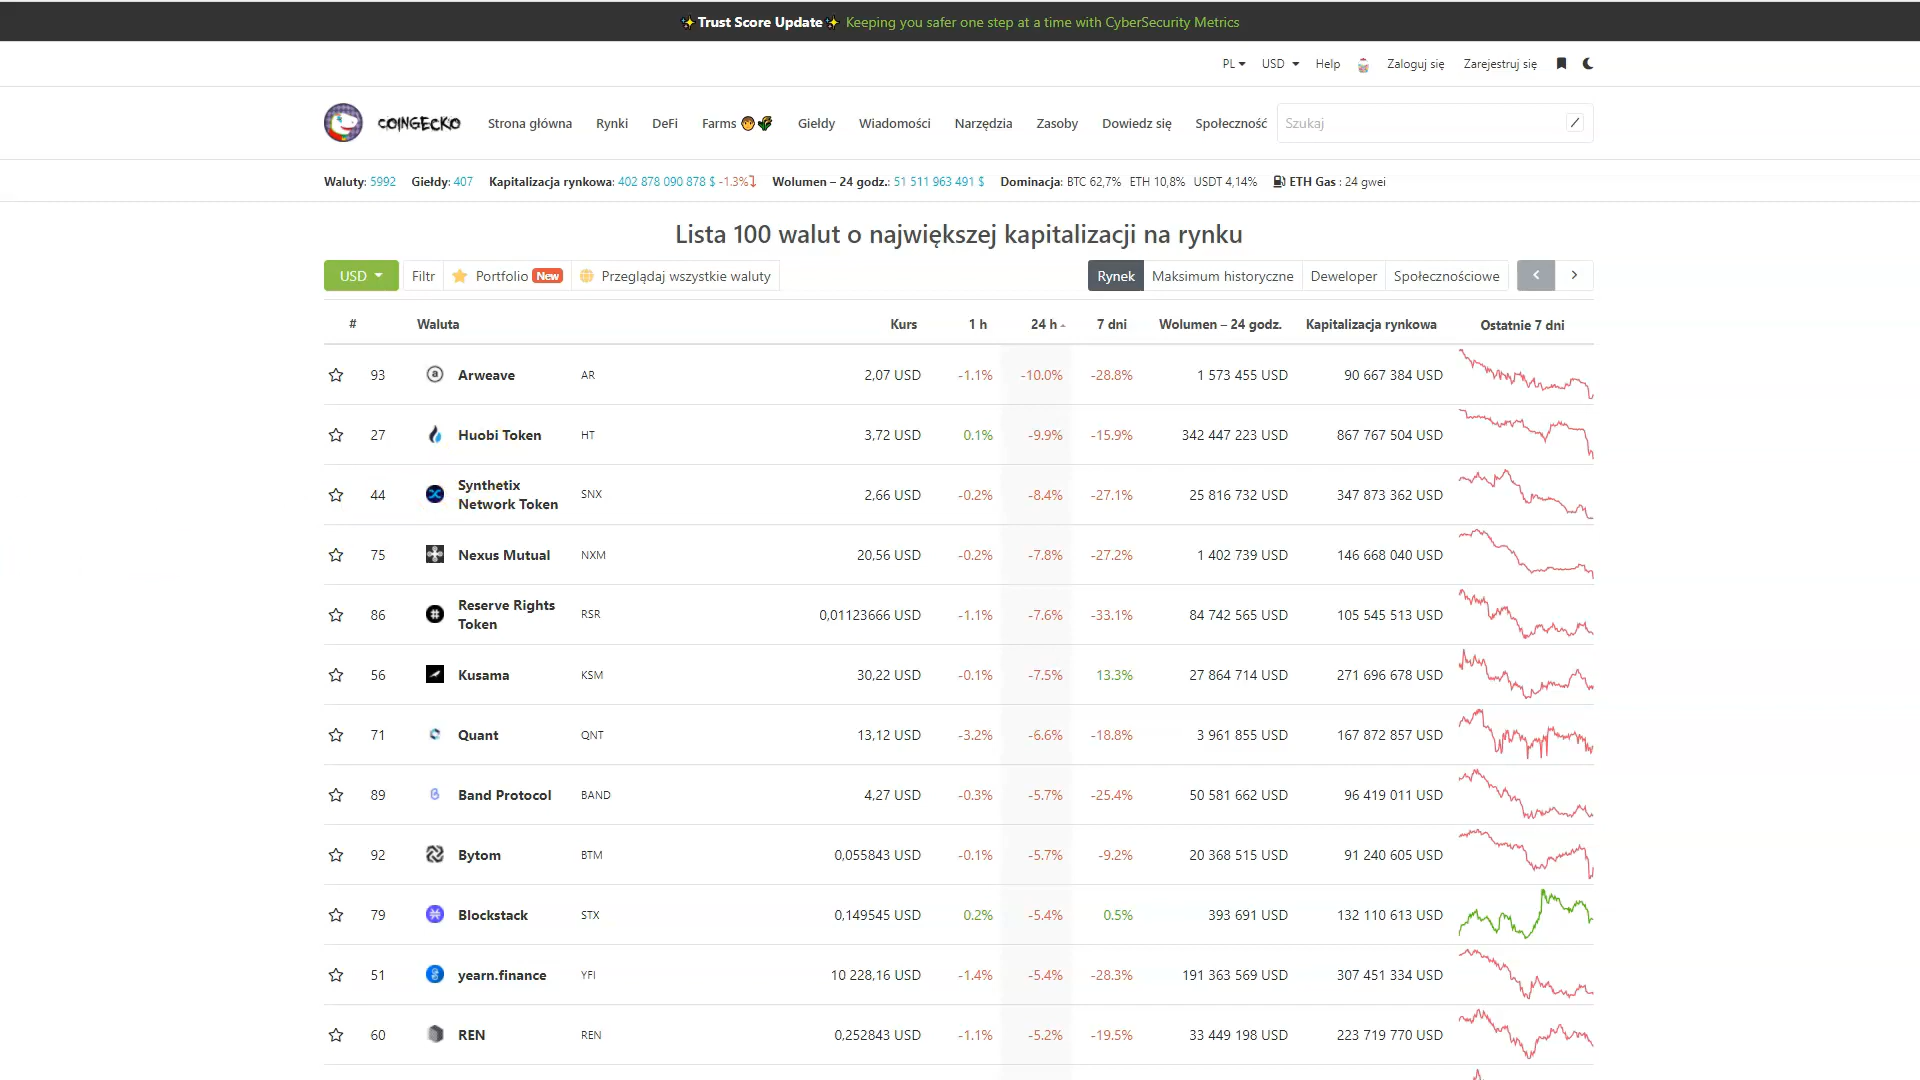 Trust Score Update Keeping you safer one step at a time with CyberSecurity Metrics
PL USD Help Zaloguj się Zarejestruj się
COINGECKO Strona główna Rynki DeFi Farms Giełdy Wiadomości Narzędzia Zasoby Dowiedz się Społeczność Szukaj /
Waluty: 5992 Giełdy: 407 Kapitalizacja rynkowa: 402 878 090 878 $ -1.3% Wolumen – 24 godz.: 51 511 963 491 $ Dominacja: BTC 62,7% ETH 10,8% USDT 4,14% ETH Gas : 24 gwei
Lista 100 walut o największej kapitalizacji na rynku
USD Filtr Portfolio New Przeglądaj wszystkie waluty Rynek Maksimum historyczne Deweloper Społecznościowe
# Waluta Kurs 1 h 24 h 7 dni Wolumen – 24 godz. Kapitalizacja rynkowa Ostatnie 7 dni
93 Arweave AR 2,07 USD -1.1% -10.0% -28.8% 1 573 455 USD 90 667 384 USD
27 Huobi Token HT 3,72 USD 0.1% -9.9% -15.9% 342 447 223 USD 867 767 504 USD
44 Synthetix Network Token SNX 2,66 USD -0.2% -8.4% -27.1% 25 816 732 USD 347 873 362 USD
75 Nexus Mutual NXM 20,56 USD -0.2% -7.8% -27.2% 1 402 739 USD 146 668 040 USD
86 Reserve Rights Token RSR 0,01123666 USD -1.1% -7.6% -33.1% 84 742 565 USD 105 545 513 USD
56 Kusama KSM 30,22 USD -0.1% -7.5% 13.3% 27 864 714 USD 271 696 678 USD
71 Quant QNT 13,12 USD -3.2% -6.6% -18.8% 3 961 855 USD 167 872 857 USD
89 Band Protocol BAND 4,27 USD -0.3% -5.7% -25.4% 50 581 662 USD 96 419 011 USD
92 Bytom BTM 0,055843 USD -0.1% -5.7% -9.2% 20 368 515 USD 91 240 605 USD
79 Blockstack STX 0,149545 USD 0.2% -5.4% 0.5% 393 691 USD 132 110 613 USD
51 yearn.finance YFI 10 228,16 USD -1.4% -5.4% -28.3% 191 363 569 USD 307 451 334 USD
60 REN REN 0,252843 USD -1.1% -5.2% -19.5% 33 449 198 USD 223 719 770 USD